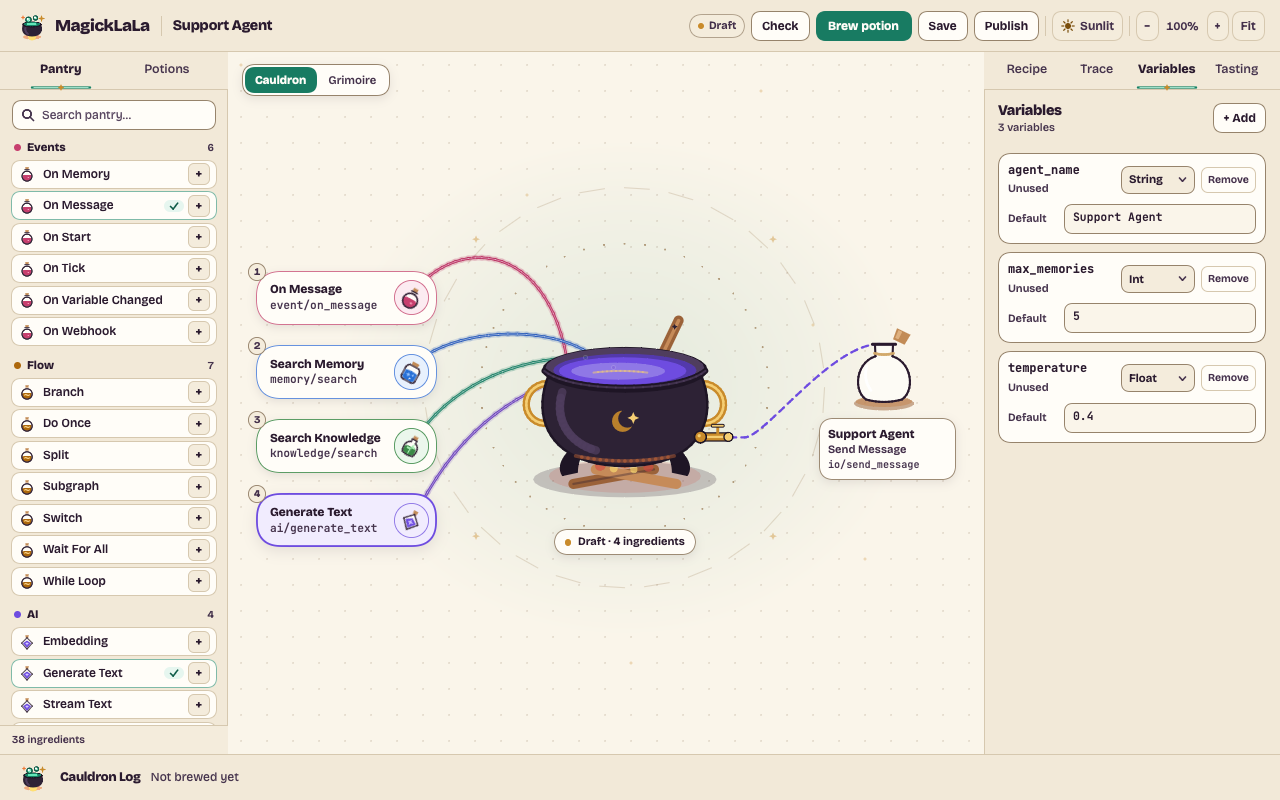 MagickLaLa
Support Agent
Draft
Check
Brew potion
Save
Publish
Sunlit
−
100%
+
Fit
Pantry
Potions
Search pantry...
Events
6
On Memory
+
On Message
+
On Start
+
On Tick
+
On Variable Changed
+
On Webhook
+
Flow
7
Branch
+
Do Once
+
Split
+
Subgraph
+
Switch
+
Wait For All
+
While Loop
+
AI
4
Embedding
+
Generate Text
+
Stream Text
+
38 ingredients
Cauldron
Grimoire
1
On Message
event/on_message
2
Search Memory
memory/search
3
Search Knowledge
knowledge/search
4
Generate Text
ai/generate_text
Draft · 4 ingredients
Support Agent
Send Message
io/send_message
Recipe
Trace
Variables
Tasting
Variables
3 variables
+ Add
agent_name
Unused
String
Remove
Default
Support Agent
max_memories
Unused
Int
Remove
Default
5
temperature
Unused
Float
Remove
Default
0.4
Cauldron Log
Not brewed yet